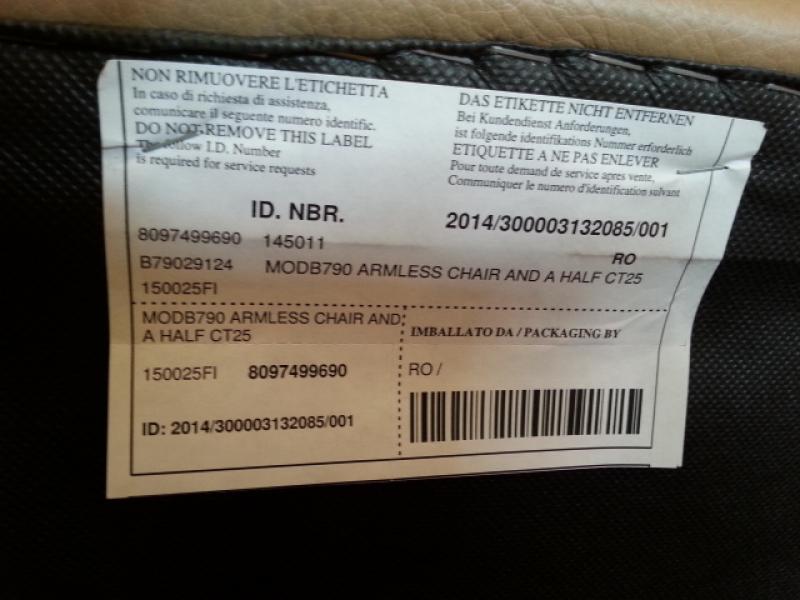 NON RIMUOVERE L'ETICHETTA
In caso di richiesta di assistenza,
comunicare il seguente numero identific.
DO NOT REMOVE THIS LABEL
The follow I.D. Number
is required for service requests
DAS ETIKETTE NICHT ENTFERNEN
Bei Kundendienst Anforderungen,
ist folgende identifikations Nummer erforderlich
ETIQUETTE A NE PAS ENLEVER
Pour toute demand de service apres vente,
Communiquer le numero d'identification suivant
ID. NBR. 2014/300003132085/001
8097499690 145011 RO
B79029124 MODB790 ARMLESS CHAIR AND A HALF CT25
150025FI
MODB790 ARMLESS CHAIR AND
A HALF CT25
150025FI 8097499690
ID: 2014/300003132085/001
IMBALLATO DA / PACKAGING BY
RO /